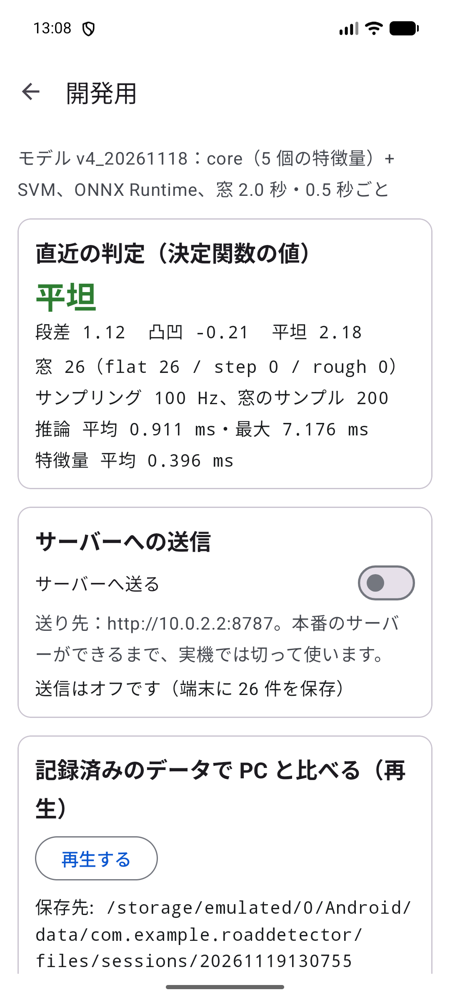 13:08
開発用
モデル v4_20261118：core（5 個の特徴量）+
SVM、ONNX Runtime、窓 2.0 秒・0.5 秒ごと
直近の判定（決定関数の値）
平坦
段差 1.12 凸凹 -0.21 平坦 2.18
窓 26（flat 26 / step 0 / rough 0）
サンプリング 100 Hz、窓のサンプル 200
推論 平均 0.911 ms・最大 7.176 ms
特徴量 平均 0.396 ms
サーバーへの送信
サーバーへ送る
送り先：http://10.0.2.2:8787。本番のサーバ
ーができるまで、実機では切って使います。
送信はオフです（端末に 26 件を保存）
記録済みのデータで PC と比べる（再
生）
再生する
保存先: /storage/emulated/0/Android/
data/com.example.roaddetector/
files/sessions/20261119130755